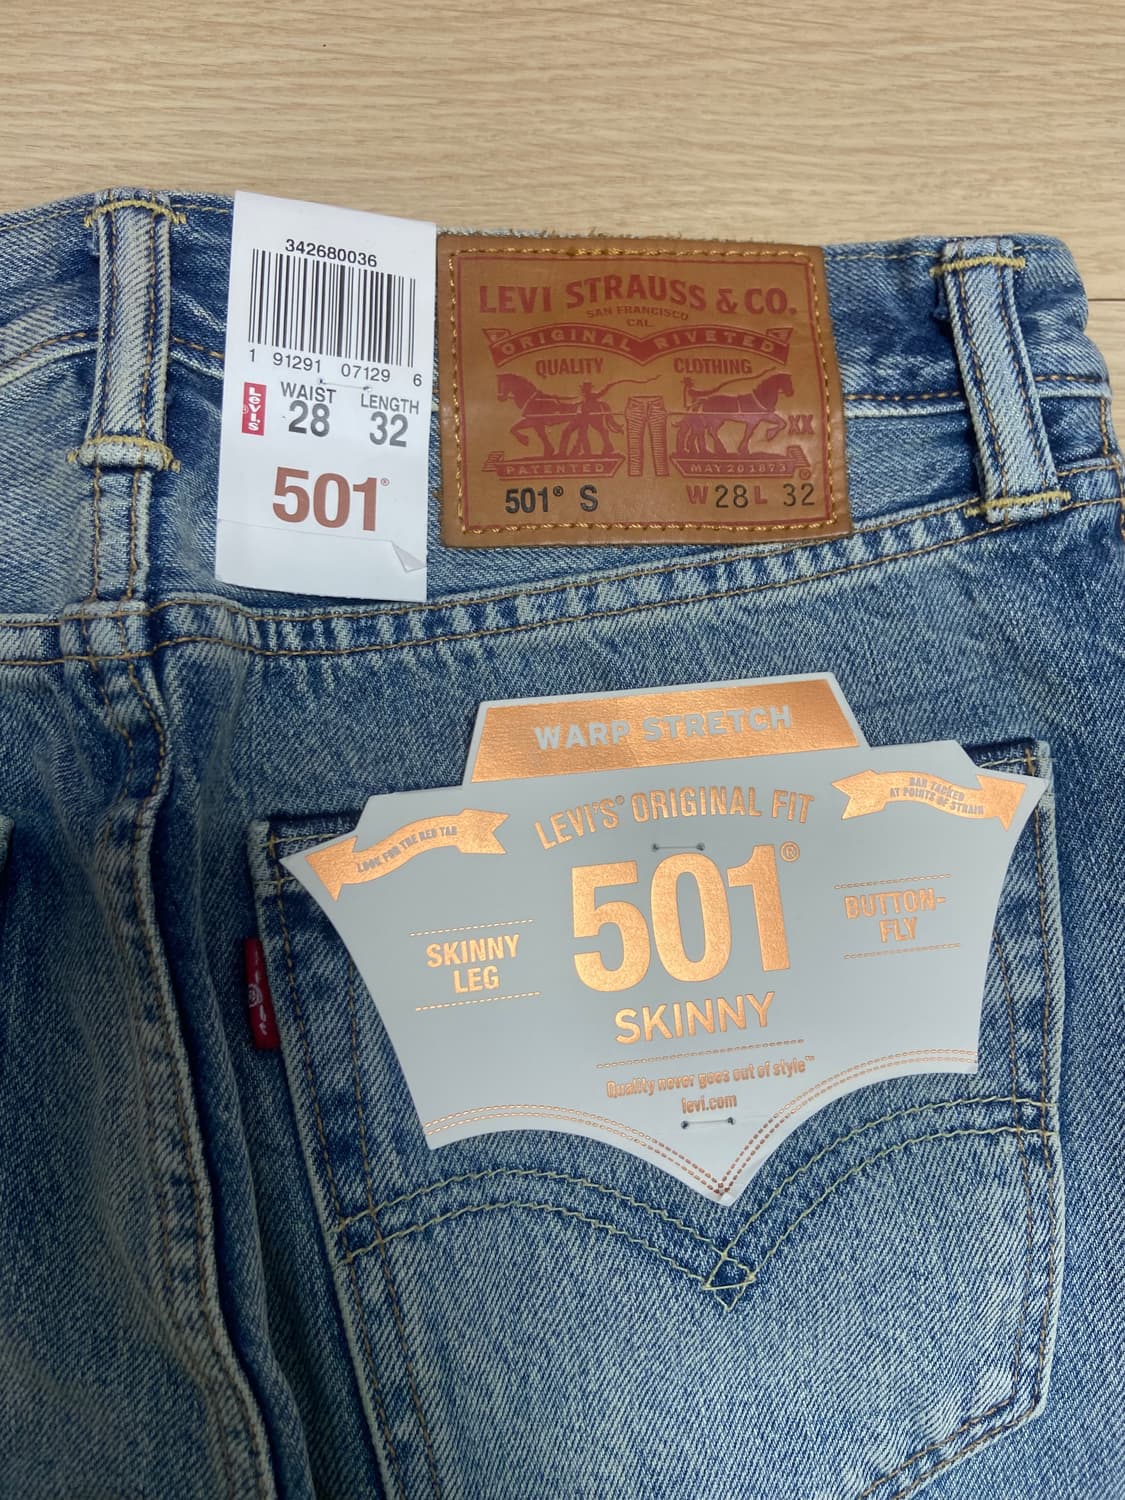 342680036
1 91291 07129 6
Levi's
WAIST LENGTH
28 32
501®
LEVI STRAUSS & CO.
SAN FRANCISCO
CAL.
ORIGINAL RIVETED
QUALITY CLOTHING
XX
PATENTED MAY 20 1873
®
501® S W 28 L 32
WARP STRETCH
LEVI'S® ORIGINAL FIT
LOOK FOR THE RED TAB
BAR TACKED
AT POINTS OF STRAIN
501®
SKINNY
LEG
BUTTON-
FLY
SKINNY
Quality never goes out of style™
levi.com